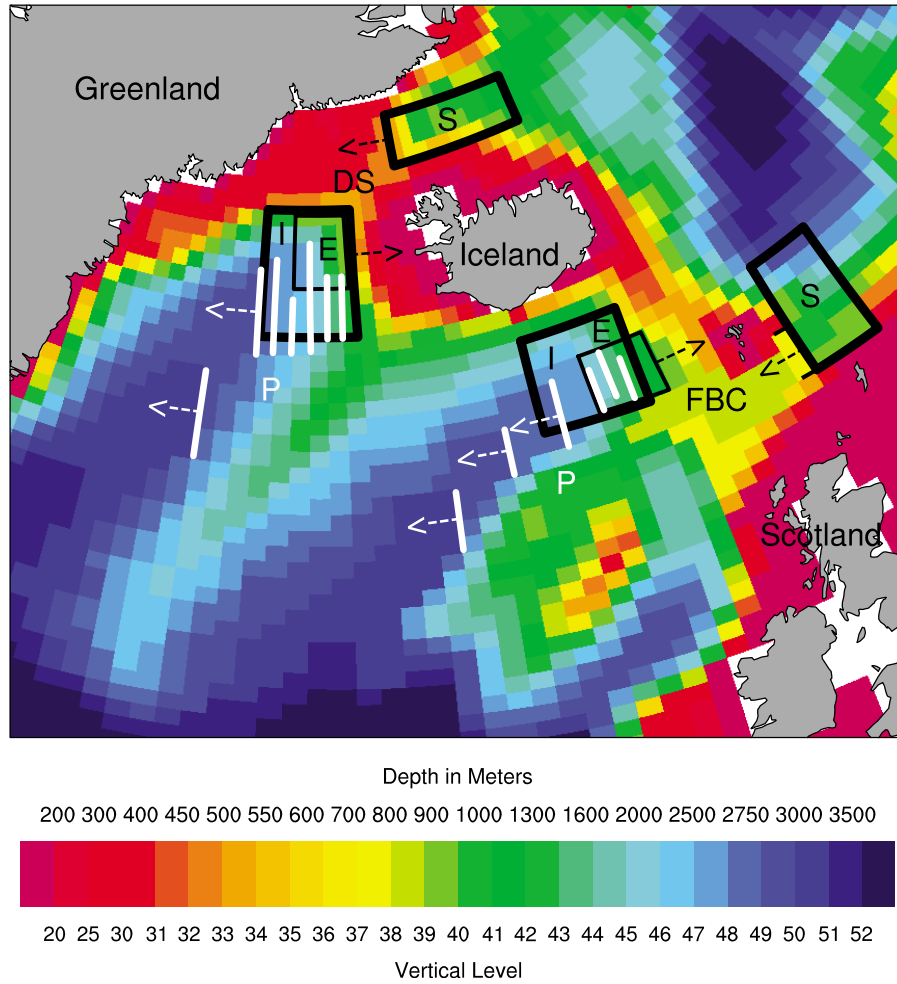 Greenland
S
DS
I
E
Iceland
S
E
I
FBC
P
P
Scotland
Depth in Meters
200 300 400 450 500 550 600 700 800 900 1000 1300 1600 2000 2500 2750 3000 3500
20 25 30 31 32 33 34 35 36 37 38 39 40 41 42 43 44 45 46 47 48 49 50 51 52
Vertical Level